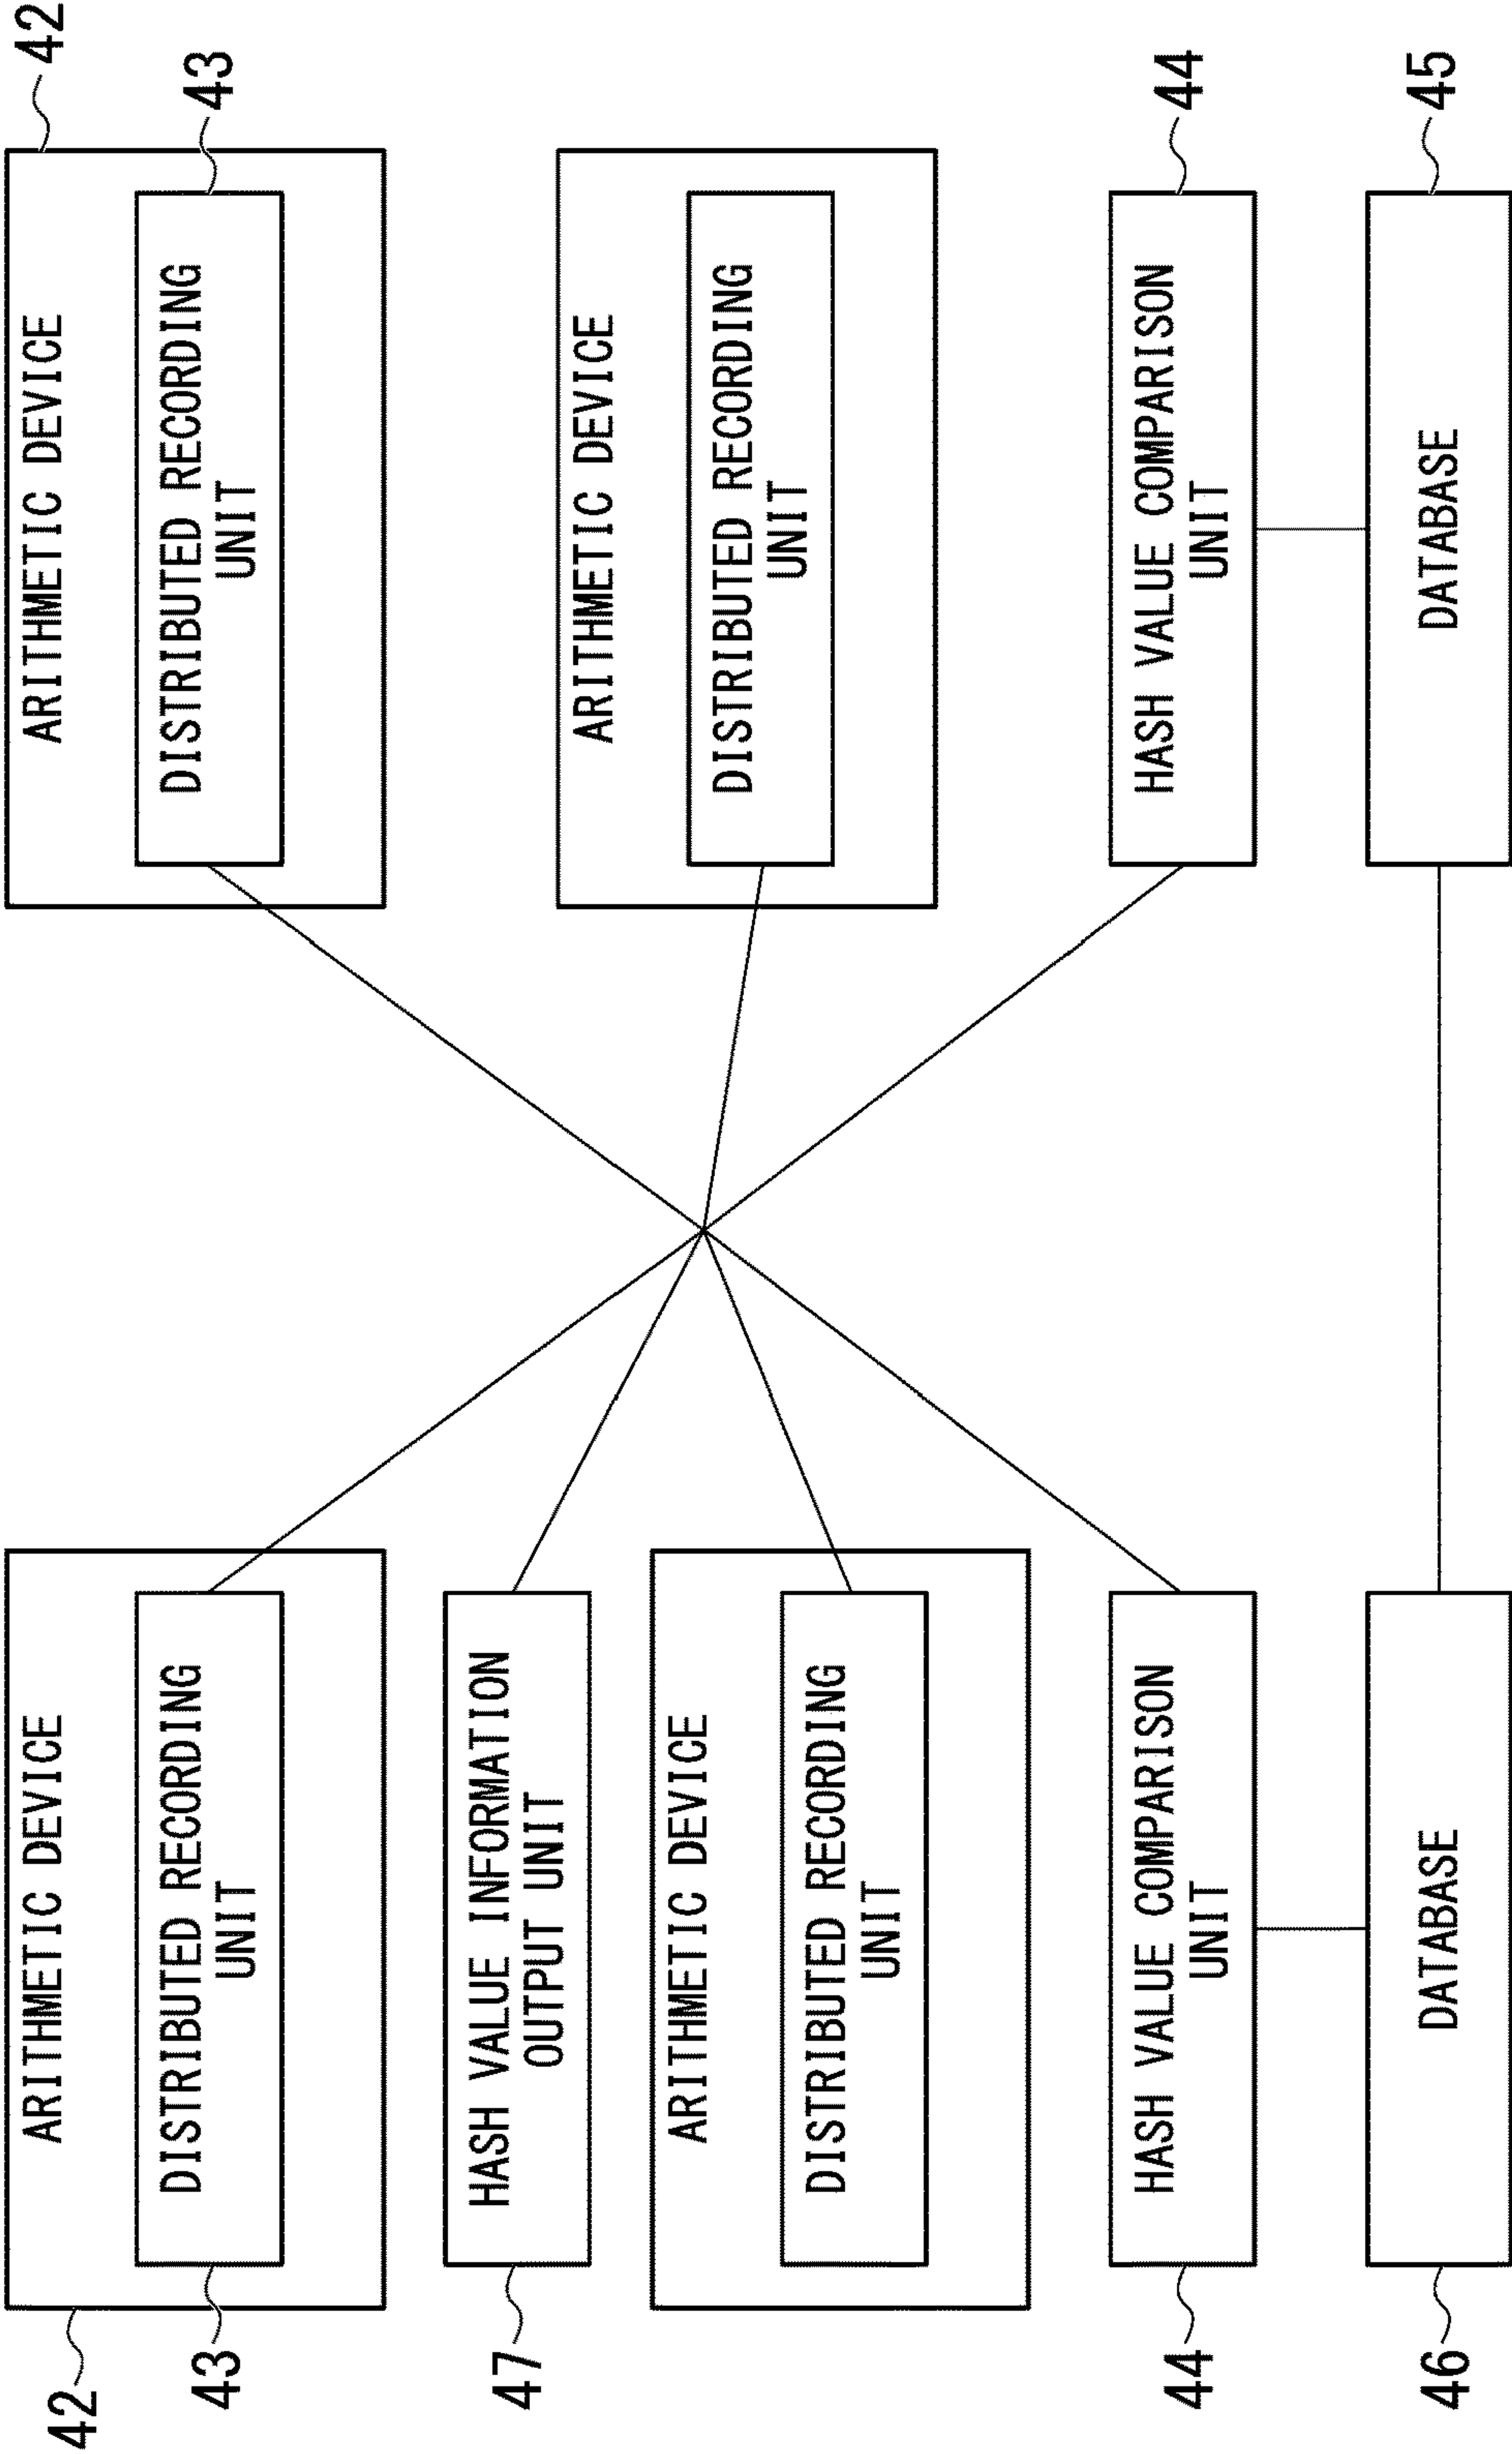 42
ARITHMETIC DEVICE
43
DISTRIBUTED RECORDING
UNIT
47
HASH VALUE INFORMATION
OUTPUT UNIT
ARITHMETIC DEVICE
DISTRIBUTED RECORDING
UNIT
44
HASH VALUE COMPARISON
UNIT
46
DATABASE
42
ARITHMETIC DEVICE
43
DISTRIBUTED RECORDING
UNIT
ARITHMETIC DEVICE
DISTRIBUTED RECORDING
UNIT
44
HASH VALUE COMPARISON
UNIT
45
DATABASE